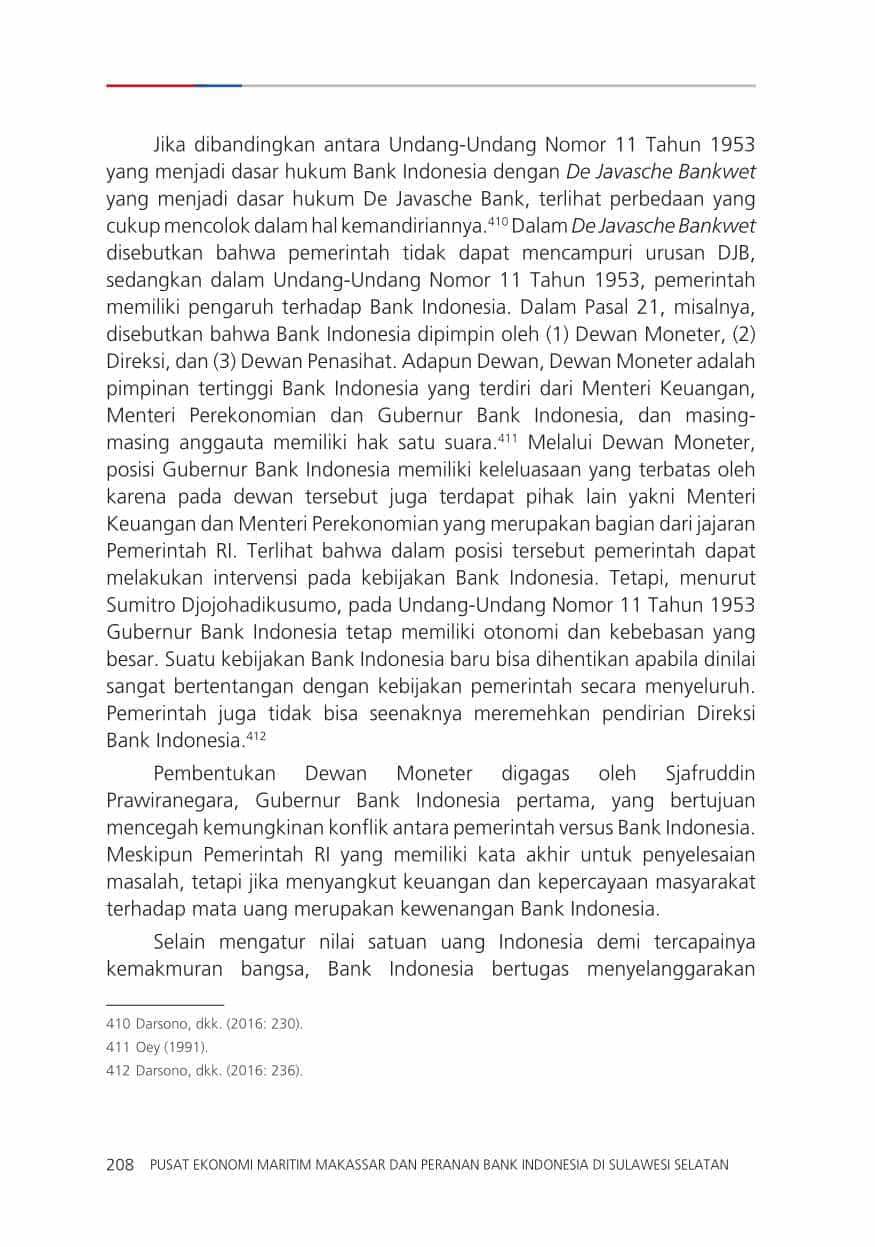 Jika dibandingkan antara Undang-Undang Nomor 11 Tahun 1953
yang menjadi dasar hukum Bank Indonesia dengan De Javasche Bankwet
yang menjadi dasar hukum De Javasche Bank, terlihat perbedaan yang
cukup mencolok dalam hal kemandiriannya.410 Dalam De Javasche Bankwet
disebutkan bahwa pemerintah tidak dapat mencampuri urusan DJB,
sedangkan dalam Undang-Undang Nomor 11 Tahun 1953, pemerintah
memiliki pengaruh terhadap Bank Indonesia. Dalam Pasal 21, misalnya,
disebutkan bahwa Bank Indonesia dipimpin oleh (1) Dewan Moneter, (2)
Direksi, dan (3) Dewan Penasihat. Adapun Dewan, Dewan Moneter adalah
pimpinan tertinggi Bank Indonesia yang terdiri dari Menteri Keuangan,
Menteri Perekonomian dan Gubernur Bank Indonesia, dan masing-
masing anggauta memiliki hak satu suara.411 Melalui Dewan Moneter,
posisi Gubernur Bank Indonesia memiliki keleluasaan yang terbatas oleh
karena pada dewan tersebut juga terdapat pihak lain yakni Menteri
Keuangan dan Menteri Perekonomian yang merupakan bagian dari jajaran
Pemerintah RI. Terlihat bahwa dalam posisi tersebut pemerintah dapat
melakukan intervensi pada kebijakan Bank Indonesia. Tetapi, menurut
Sumitro Djojohadikusumo, pada Undang-Undang Nomor 11 Tahun 1953
Gubernur Bank Indonesia tetap memiliki otonomi dan kebebasan yang
besar. Suatu kebijakan Bank Indonesia baru bisa dihentikan apabila dinilai
sangat bertentangan dengan kebijakan pemerintah secara menyeluruh.
Pemerintah juga tidak bisa seenaknya meremehkan pendirian Direksi
Bank Indonesia.412
Pembentukan Dewan Moneter digagas oleh Sjafruddin
Prawiranegara, Gubernur Bank Indonesia pertama, yang bertujuan
mencegah kemungkinan konflik antara pemerintah versus Bank Indonesia.
Meskipun Pemerintah RI yang memiliki kata akhir untuk penyelesaian
masalah, tetapi jika menyangkut keuangan dan kepercayaan masyarakat
terhadap mata uang merupakan kewenangan Bank Indonesia.
Selain mengatur nilai satuan uang Indonesia demi tercapainya
kemakmuran bangsa, Bank Indonesia bertugas menyelanggarakan
410 Darsono, dkk. (2016: 230).
411 Oey (1991).
412 Darsono, dkk. (2016: 236).
208 PUSAT EKONOMI MARITIM MAKASSAR DAN PERANAN BANK INDONESIA DI SULAWESI SELATAN